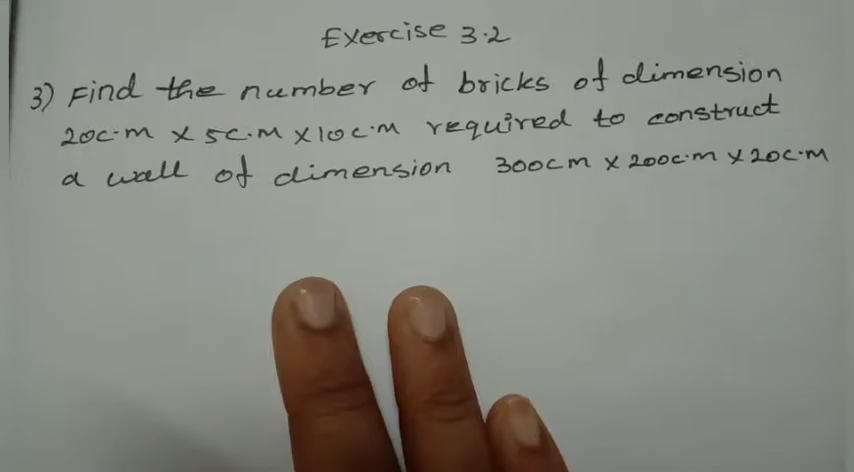 Exercise 3.2
3) Find the number of bricks of dimension
20c.m x 5c.m x 10c.m required to construct
a wall of dimension 300cm x 200c.m x 20c.m